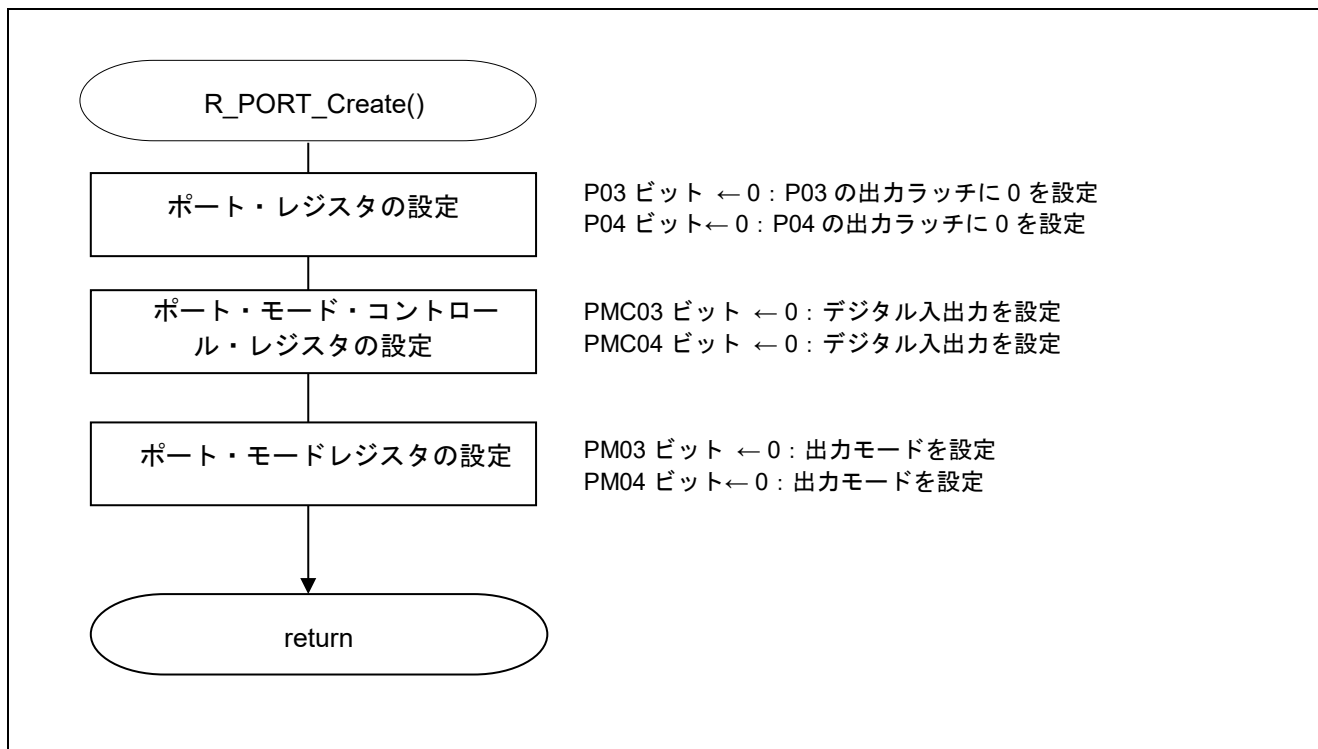 R_PORT_Create()
ポート・レジスタの設定
P03 ビット ← 0：P03 の出力ラッチに 0 を設定
P04 ビット← 0：P04 の出力ラッチに 0 を設定
ポート・モード・コントロー
ル・レジスタの設定
PMC03 ビット ← 0：デジタル入出力を設定
PMC04 ビット ← 0：デジタル入出力を設定
ポート・モードレジスタの設定
PM03 ビット ← 0：出力モードを設定
PM04 ビット← 0：出力モードを設定
return